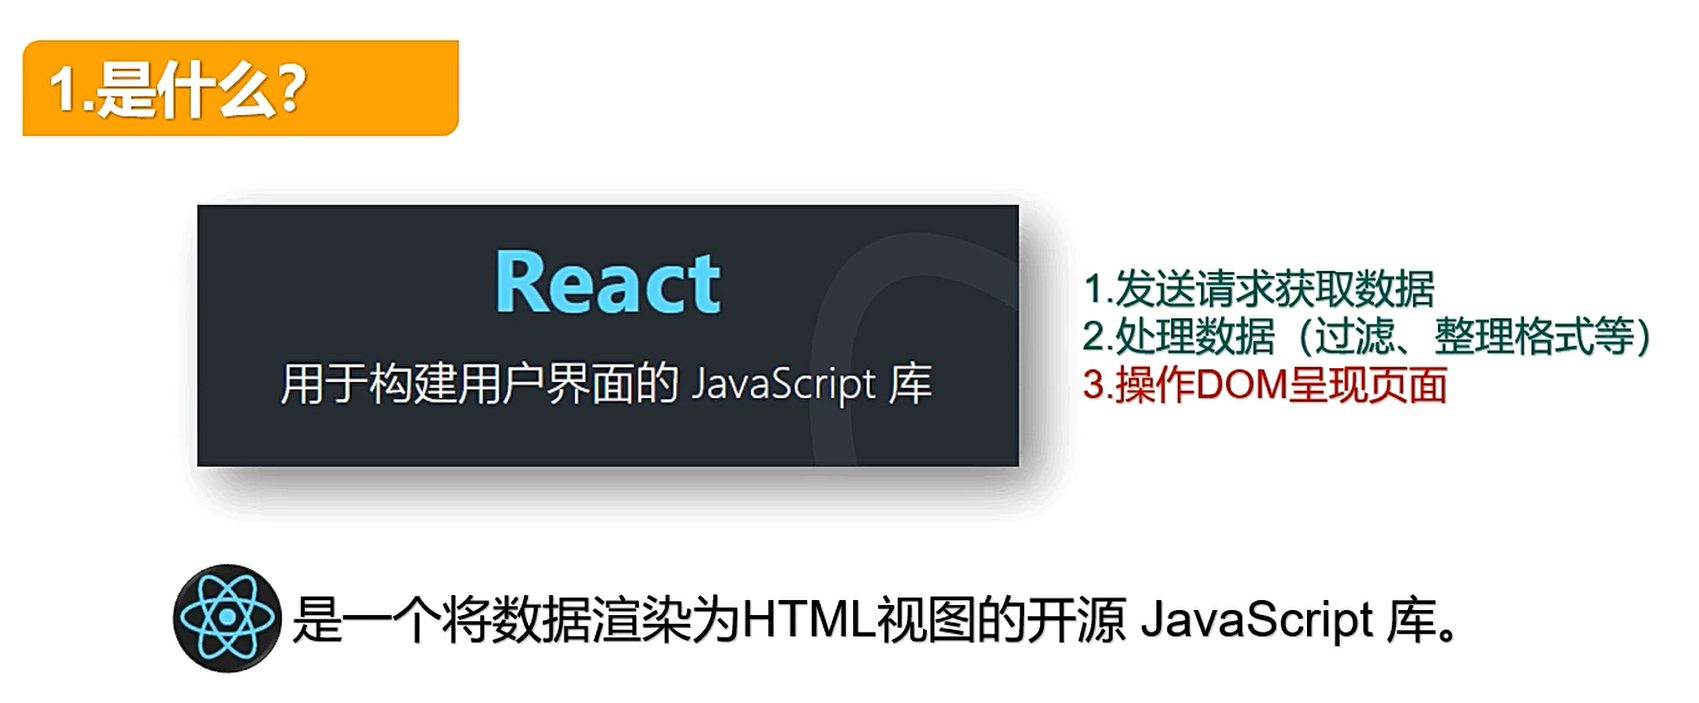 1.是什么？
React
用于构建用户界面的 JavaScript 库
1.发送请求获取数据
2.处理数据（过滤、整理格式等）
3.操作DOM呈现页面
是一个将数据渲染为HTML视图的开源 JavaScript 库。